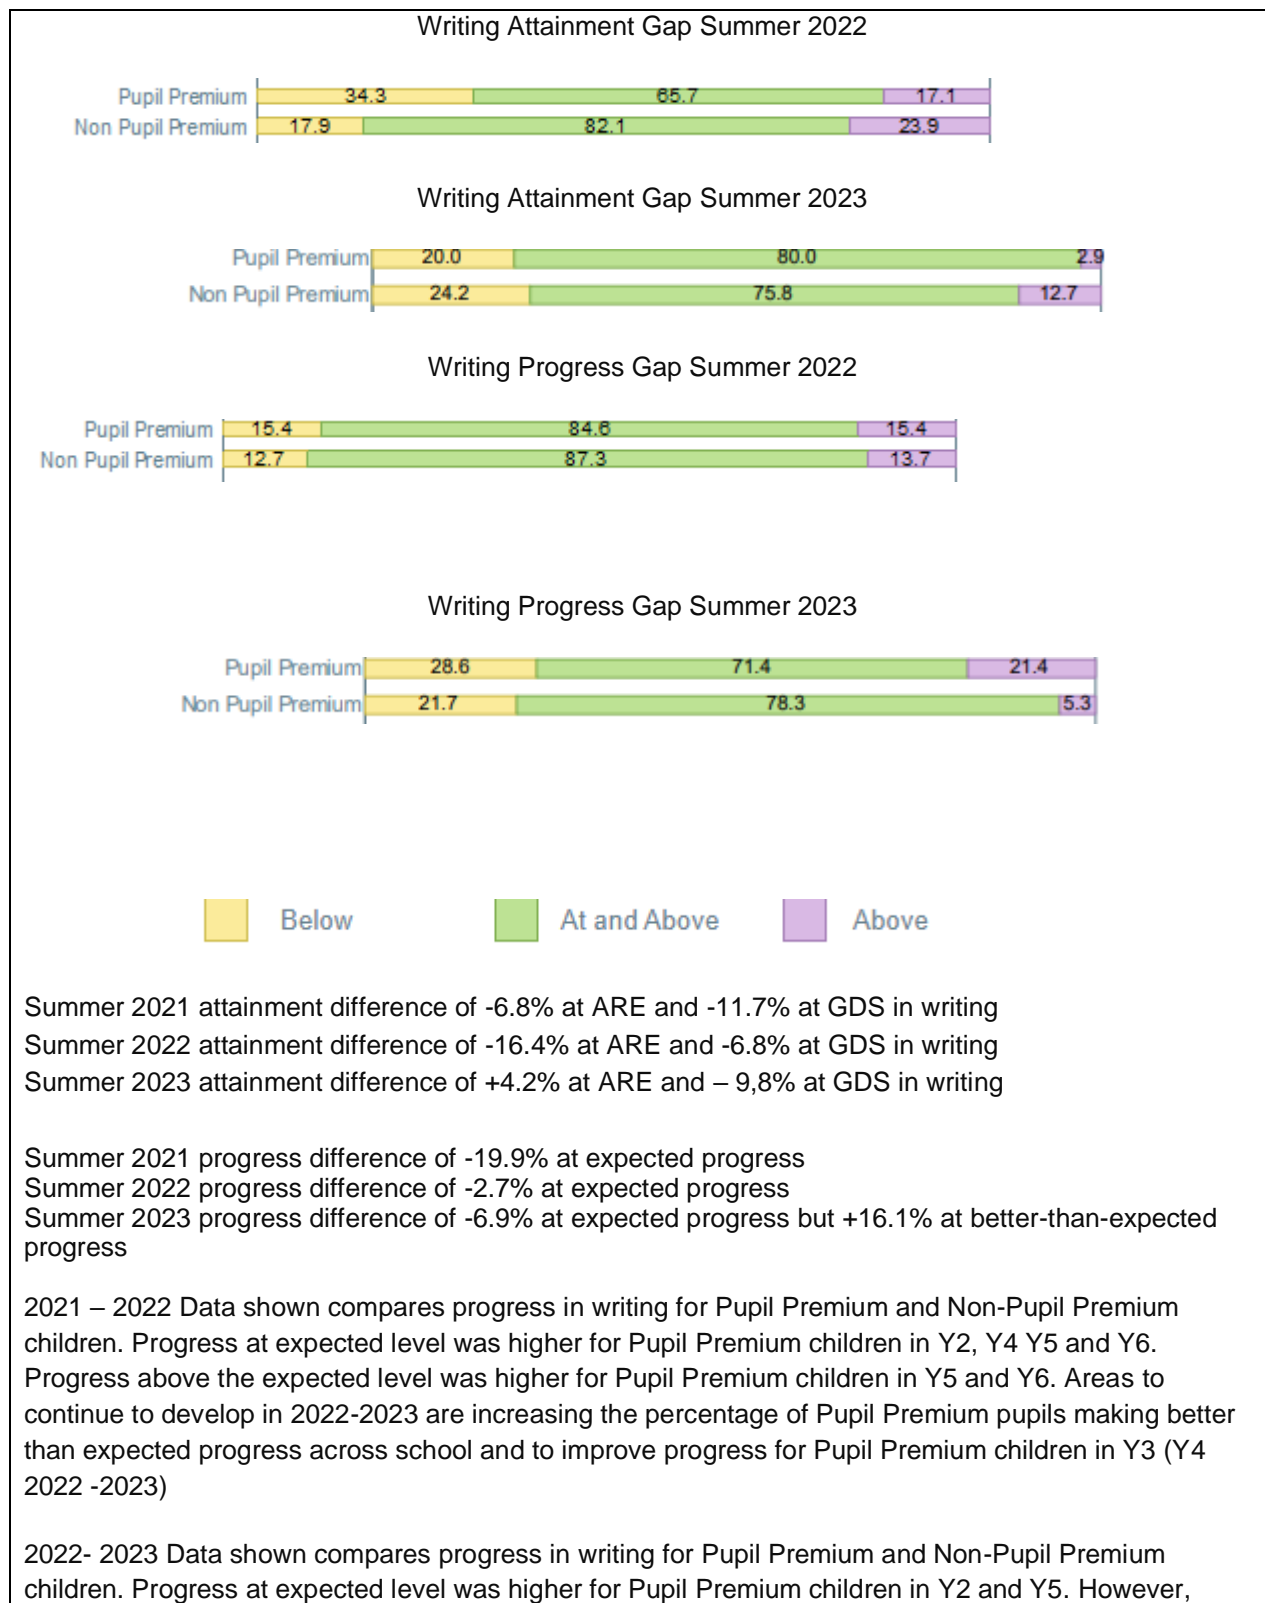 Writing Attainment Gap Summer 2022
Pupil Premium 34.3 65.7 17.1
Non Pupil Premium 17.9 82.1 23.9
Writing Attainment Gap Summer 2023
Pupil Premium 20.0 80.0 2.9
Non Pupil Premium 24.2 75.8 12.7
Writing Progress Gap Summer 2022
Pupil Premium 15.4 84.6 15.4
Non Pupil Premium 12.7 87.3 13.7
Writing Progress Gap Summer 2023
Pupil Premium 28.6 71.4 21.4
Non Pupil Premium 21.7 78.3 5.3
Below At and Above Above
Summer 2021 attainment difference of -6.8% at ARE and -11.7% at GDS in writing
Summer 2022 attainment difference of -16.4% at ARE and -6.8% at GDS in writing
Summer 2023 attainment difference of +4.2% at ARE and – 9,8% at GDS in writing
Summer 2021 progress difference of -19.9% at expected progress
Summer 2022 progress difference of -2.7% at expected progress
Summer 2023 progress difference of -6.9% at expected progress but +16.1% at better-than-expected
progress
2021 – 2022 Data shown compares progress in writing for Pupil Premium and Non-Pupil Premium
children. Progress at expected level was higher for Pupil Premium children in Y2, Y4 Y5 and Y6.
Progress above the expected level was higher for Pupil Premium children in Y5 and Y6. Areas to
continue to develop in 2022-2023 are increasing the percentage of Pupil Premium pupils making better
than expected progress across school and to improve progress for Pupil Premium children in Y3 (Y4
2022 -2023)
2022- 2023 Data shown compares progress in writing for Pupil Premium and Non-Pupil Premium
children. Progress at expected level was higher for Pupil Premium children in Y2 and Y5. However,